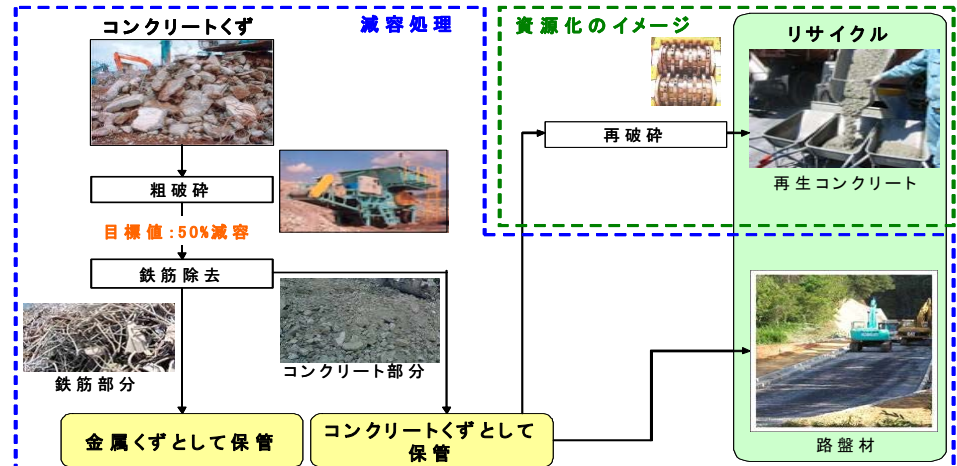 コンクリートくず
減容処理
資源化のイメージ
リサイクル
再破砕
再生コンクリート
粗破砕
目標値:50%減容
鉄筋除去
鉄筋部分
コンクリート部分
金属くずとして保管
コンクリートくずとして
保管
路盤材